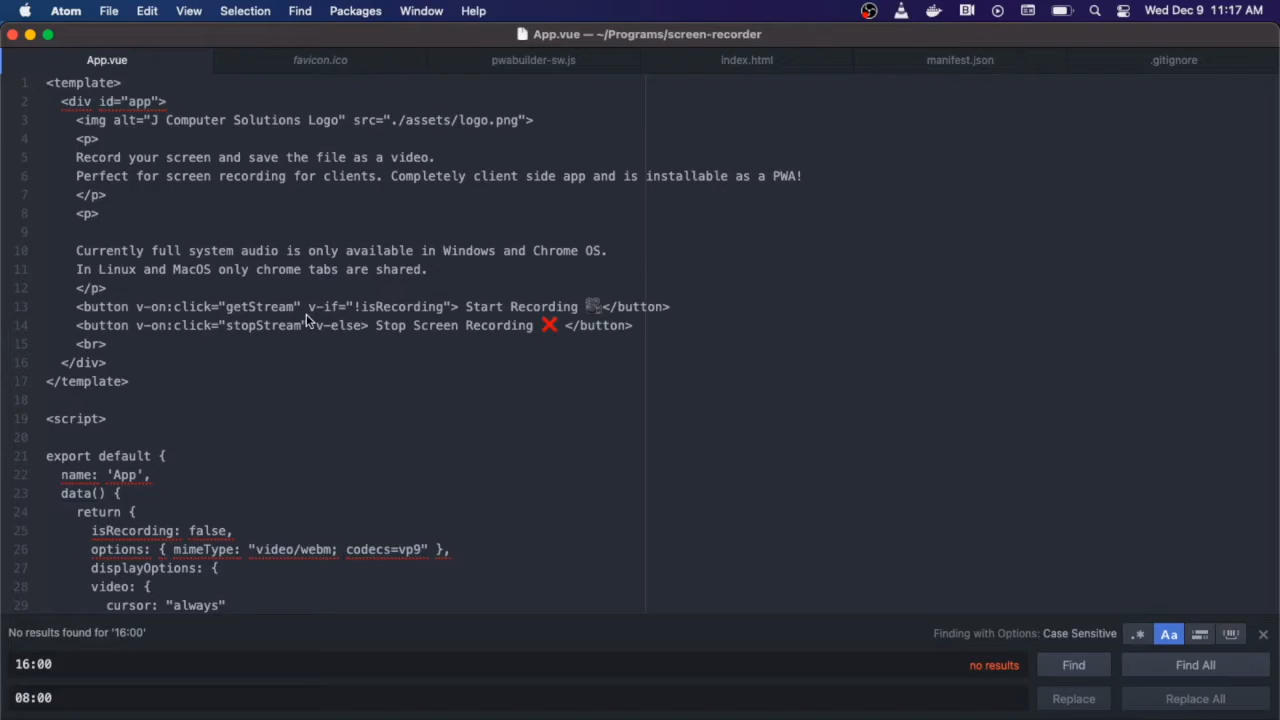 Atom File Edit View Selection Find Packages Window Help Wed Dec 9 11:17 AM
App.vue — ~/Programs/screen-recorder
App.vue favicon.ico pwabuilder-sw.js index.html manifest.json .gitignore
1 <template>
2 <div id="app">
3 <img alt="J Computer Solutions Logo" src="./assets/logo.png">
4 <p>
5 Record your screen and save the file as a video.
6 Perfect for screen recording for clients. Completely client side app and is installable as a PWA!
7 </p>
8 <p>
9
10 Currently full system audio is only available in Windows and Chrome OS.
11 In Linux and MacOS only chrome tabs are shared.
12 </p>
13 <button v-on:click="getStream" v-if="!isRecording"> Start Recording 🎥</button>
14 <button v-on:click="stopStream" v-else> Stop Screen Recording ❌ </button>
15 <br>
16 </div>
17 </template>
18
19 <script>
20
21 export default {
22 name: 'App',
23 data() {
24 return {
25 isRecording: false,
26 options: { mimeType: "video/webm; codecs=vp9" },
27 displayOptions: {
28 video: {
29 cursor: "always"
No results found for '16:00' Finding with Options: Case Sensitive .* Aa
16:00 no results Find Find All
08:00 Replace Replace All